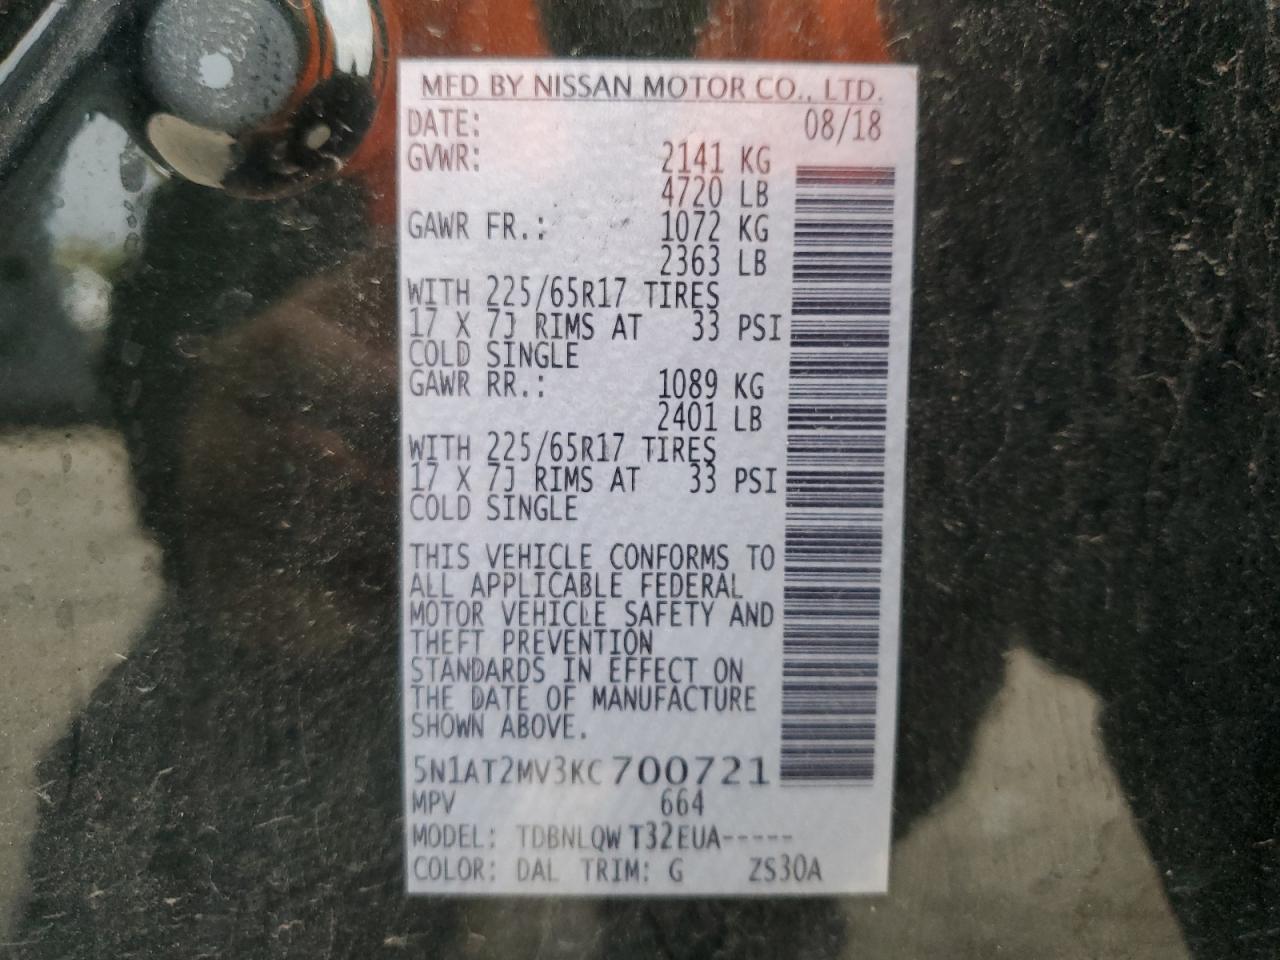 MFD BY NISSAN MOTOR CO., LTD.
DATE: 08/18
GVWR: 2141 KG
4720 LB
GAWR FR.: 1072 KG
2363 LB
WITH 225/65R17 TIRES
17 X 7J RIMS AT 33 PSI
COLD SINGLE
GAWR RR.: 1089 KG
2401 LB
WITH 225/65R17 TIRES
17 X 7J RIMS AT 33 PSI
COLD SINGLE
THIS VEHICLE CONFORMS TO
ALL APPLICABLE FEDERAL
MOTOR VEHICLE SAFETY AND
THEFT PREVENTION
STANDARDS IN EFFECT ON
THE DATE OF MANUFACTURE
SHOWN ABOVE.
5N1AT2MV3KC700721
MPV 664
MODEL: TDBNLQW T32EUA-----
COLOR: DAL TRIM: G ZS30A